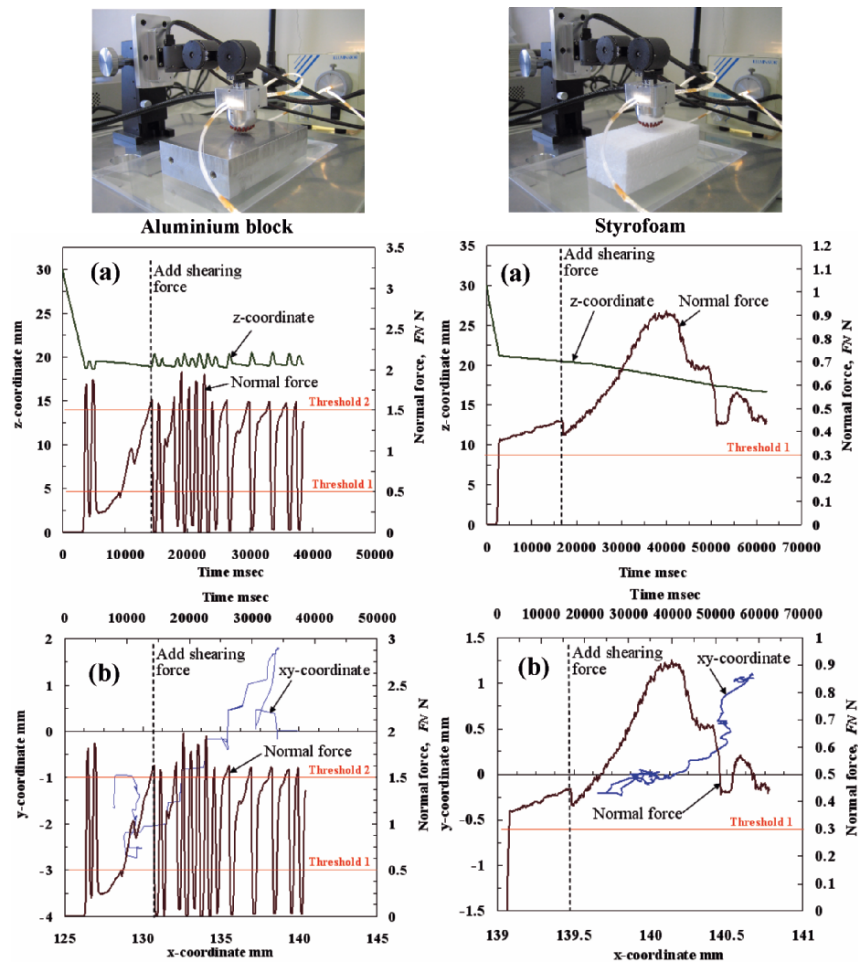 Aluminium block
Styrofoam
(a)
Add shearing
force
z-coordinate
Normal force
Threshold 2
Threshold 1
z-coordinate mm
35
30
25
20
15
10
5
0
Normal force, FN N
3.5
3
2.5
2
1.5
1
0.5
0
0 10000 20000 30000 40000 50000
Time msec
(a)
Add shearing
force
z-coordinate
Normal force
Threshold 1
z-coordinate mm
35
30
25
20
15
10
5
0
Normal force, FN N
1.2
1.1
1
0.9
0.8
0.7
0.6
0.5
0.4
0.3
0.2
0.1
0
0 10000 20000 30000 40000 50000 60000 70000
Time msec
Time msec
0 10000 20000 30000 40000 50000
(b)
Add shearing
force
xy-coordinate
Normal force
Threshold 2
Threshold 1
y-coordinate mm
2
1
0
-1
-2
-3
-4
Normal force, FN N
3
2.5
2
1.5
1
0.5
0
125 130 135 140 145
x-coordinate mm
Time msec
0 10000 20000 30000 40000 50000 60000 70000
(b)
Add shearing
force
xy-coordinate
Normal force
Threshold 1
y-coordinate mm
1.5
1
0.5
0
-0.5
-1
-1.5
Normal force, FN N
1
0.9
0.8
0.7
0.6
0.5
0.4
0.3
0.2
0.1
0
139 139.5 140 140.5 141
x-coordinate mm